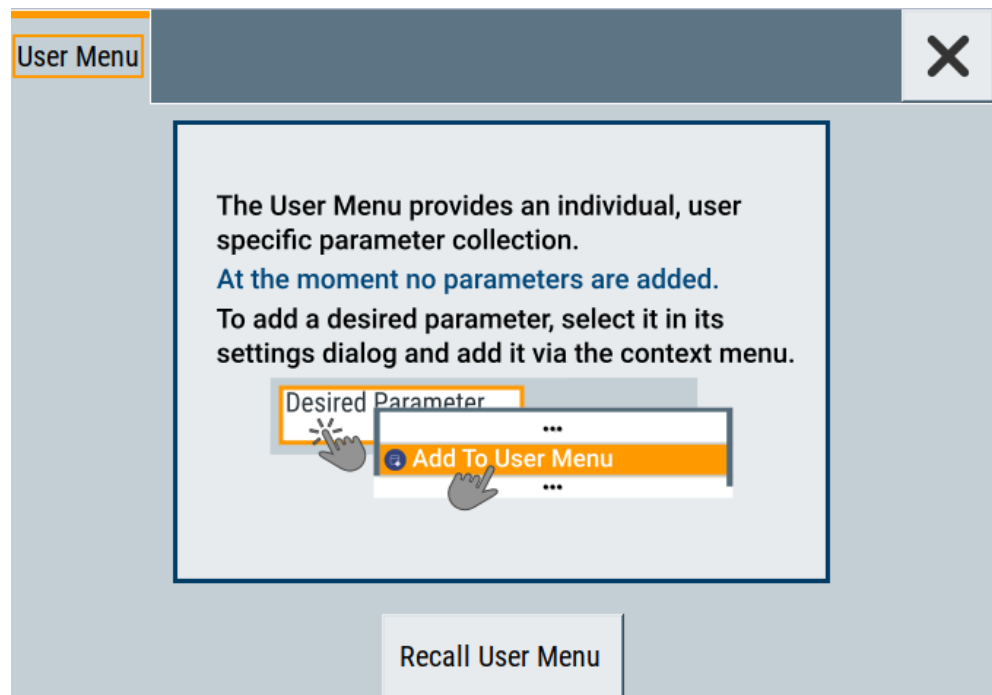 User Menu
The User Menu provides an individual, user
specific parameter collection.
At the moment no parameters are added.
To add a desired parameter, select it in its
settings dialog and add it via the context menu.
Desired Parameter
...
Add To User Menu
...
Recall User Menu